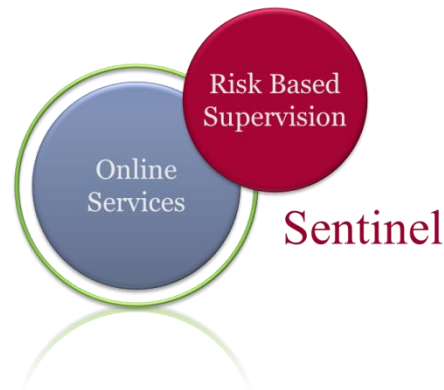 Risk Based
Supervision
Online
Services
Sentinel